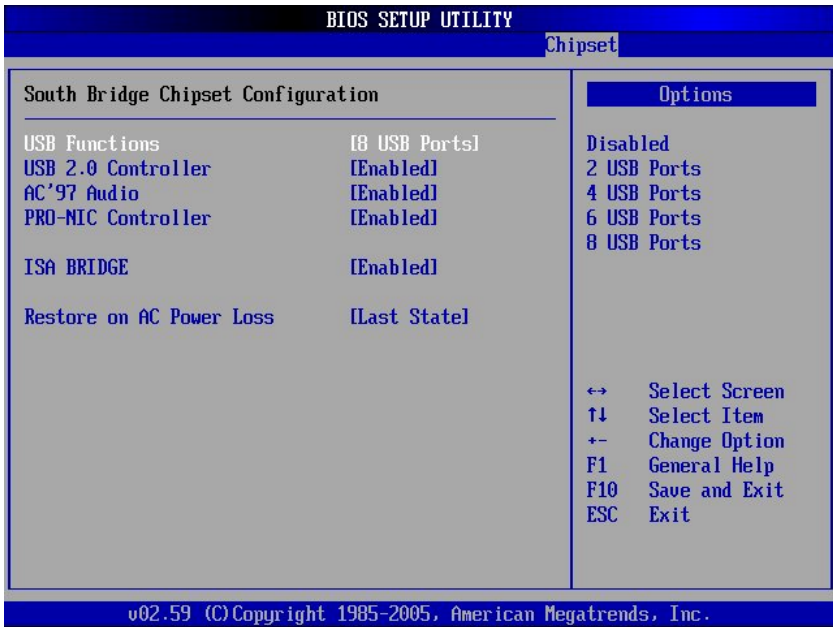 BIOS SETUP UTILITY
Chipset
South Bridge Chipset Configuration
USB Functions [8 USB Ports]
USB 2.0 Controller [Enabled]
AC'97 Audio [Enabled]
PRO-NIC Controller [Enabled]
ISA BRIDGE [Enabled]
Restore on AC Power Loss [Last State]
Options
Disabled
2 USB Ports
4 USB Ports
6 USB Ports
8 USB Ports
↔ Select Screen
↑↓ Select Item
+- Change Option
F1 General Help
F10 Save and Exit
ESC Exit
v02.59 (C)Copyright 1985-2005, American Megatrends, Inc.